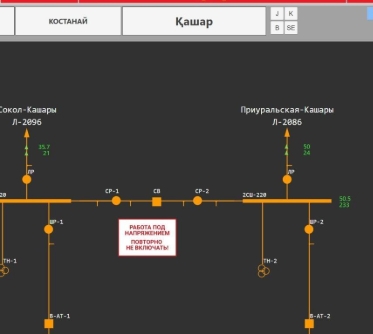 КОСТАНАЙ
Қашар
J K
B SE
Сокол-Кашары
Л-2096
Приуральская-Кашары
Л-2086
35.7
21
50
24
ЛР
ЛР
20
СР-1
СВ
СР-2
2СШ-220
50.5
233
ШР-1
РАБОТА ПОД
НАПРЯЖЕНИЕМ
ПОВТОРНО
НЕ ВКЛЮЧАТЬ!
ШР-2
ТН-1
ТН-2
В-АТ-1
В-АТ-2